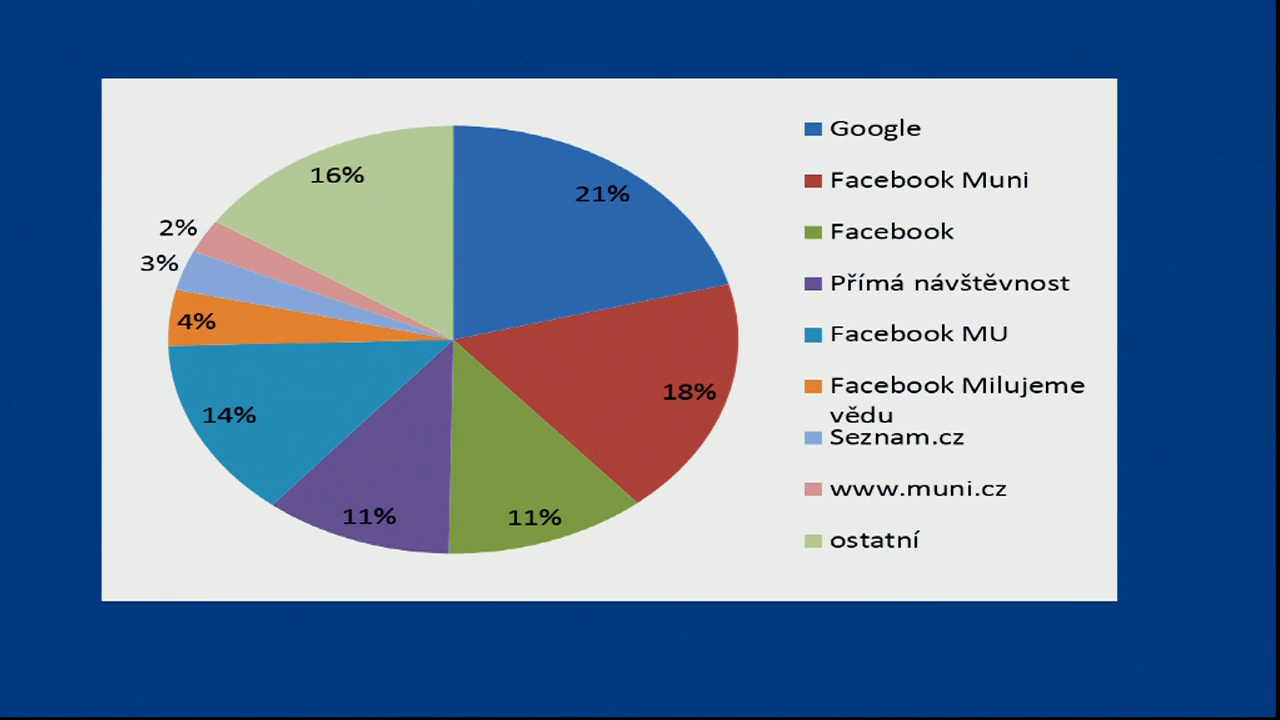 16%
21%
2%
3%
4%
18%
14%
11%
11%
Google
Facebook Muni
Facebook
Přímá návštěvnost
Facebook MU
Facebook Milujeme
vědu
Seznam.cz
www.muni.cz
ostatní